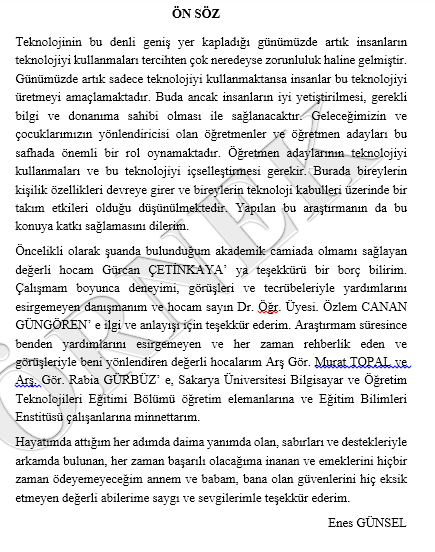 ÖN SÖZ
Teknolojinin bu denli geniş yer kapladığı günümüzde artık insanların
teknolojiyi kullanmaları tercihten çok neredeyse zorunluluk haline gelmiştir.
Günümüzde artık sadece teknolojiyi kullanmaktansa insanlar bu teknolojiyi
üretmeyi amaçlamaktadır. Buda ancak insanların iyi yetiştirilmesi, gerekli
bilgi ve donanıma sahibi olması ile sağlanacaktır. Geleceğimizin ve
çocuklarımızın yönlendiricisi olan öğretmenler ve öğretmen adayları bu
safhada önemli bir rol oynamaktadır. Öğretmen adaylarının teknolojiyi
kullanmaları ve bu teknolojiyi içselleştirmesi gerekir. Burada bireylerin
kişilik özellikleri devreye girer ve bireylerin teknoloji kabulleri üzerinde bir
takım etkileri olduğu düşünülmektedir. Yapılan bu araştırmanın da bu
konuya katkı sağlamasını dilerim.
Öncelikli olarak şuanda bulunduğum akademik camiada olmamı sağlayan
değerli hocam Gürcan ÇETİNKAYA’ ya teşekkürü bir borç bilirim.
Çalışmam boyunca deneyimi, görüşleri ve tecrübeleriyle yardımlarını
esirgemeyen danışmanım ve hocam sayın Dr. Öğr. Üyesi. Özlem CANAN
GÜNGÖREN’ e ilgi ve anlayışı için teşekkür ederim. Araştırmam süresince
benden yardımlarını esirgemeyen ve her zaman rehberlik eden ve
görüşleriyle beni yönlendiren değerli hocalarım Arş Gör. Murat TOPAL ve
Arş. Gör. Rabia GÜRBÜZ’ e, Sakarya Üniversitesi Bilgisayar ve Öğretim
Teknolojileri Eğitimi Bölümü öğretim elemanlarına ve Eğitim Bilimleri
Enstitüsü çalışanlarına minnettarım.
Hayatımda attığım her adımda daima yanımda olan, sabırları ve destekleriyle
arkamda bulunan, her zaman başarılı olacağıma inanan ve emeklerini hiçbir
zaman ödeyemeyeceğim annem ve babam, bana olan güvenlerini hiç eksik
etmeyen değerli abilerime saygı ve sevgilerimle teşekkür ederim.
Enes GÜNSEL
ÖRNEK